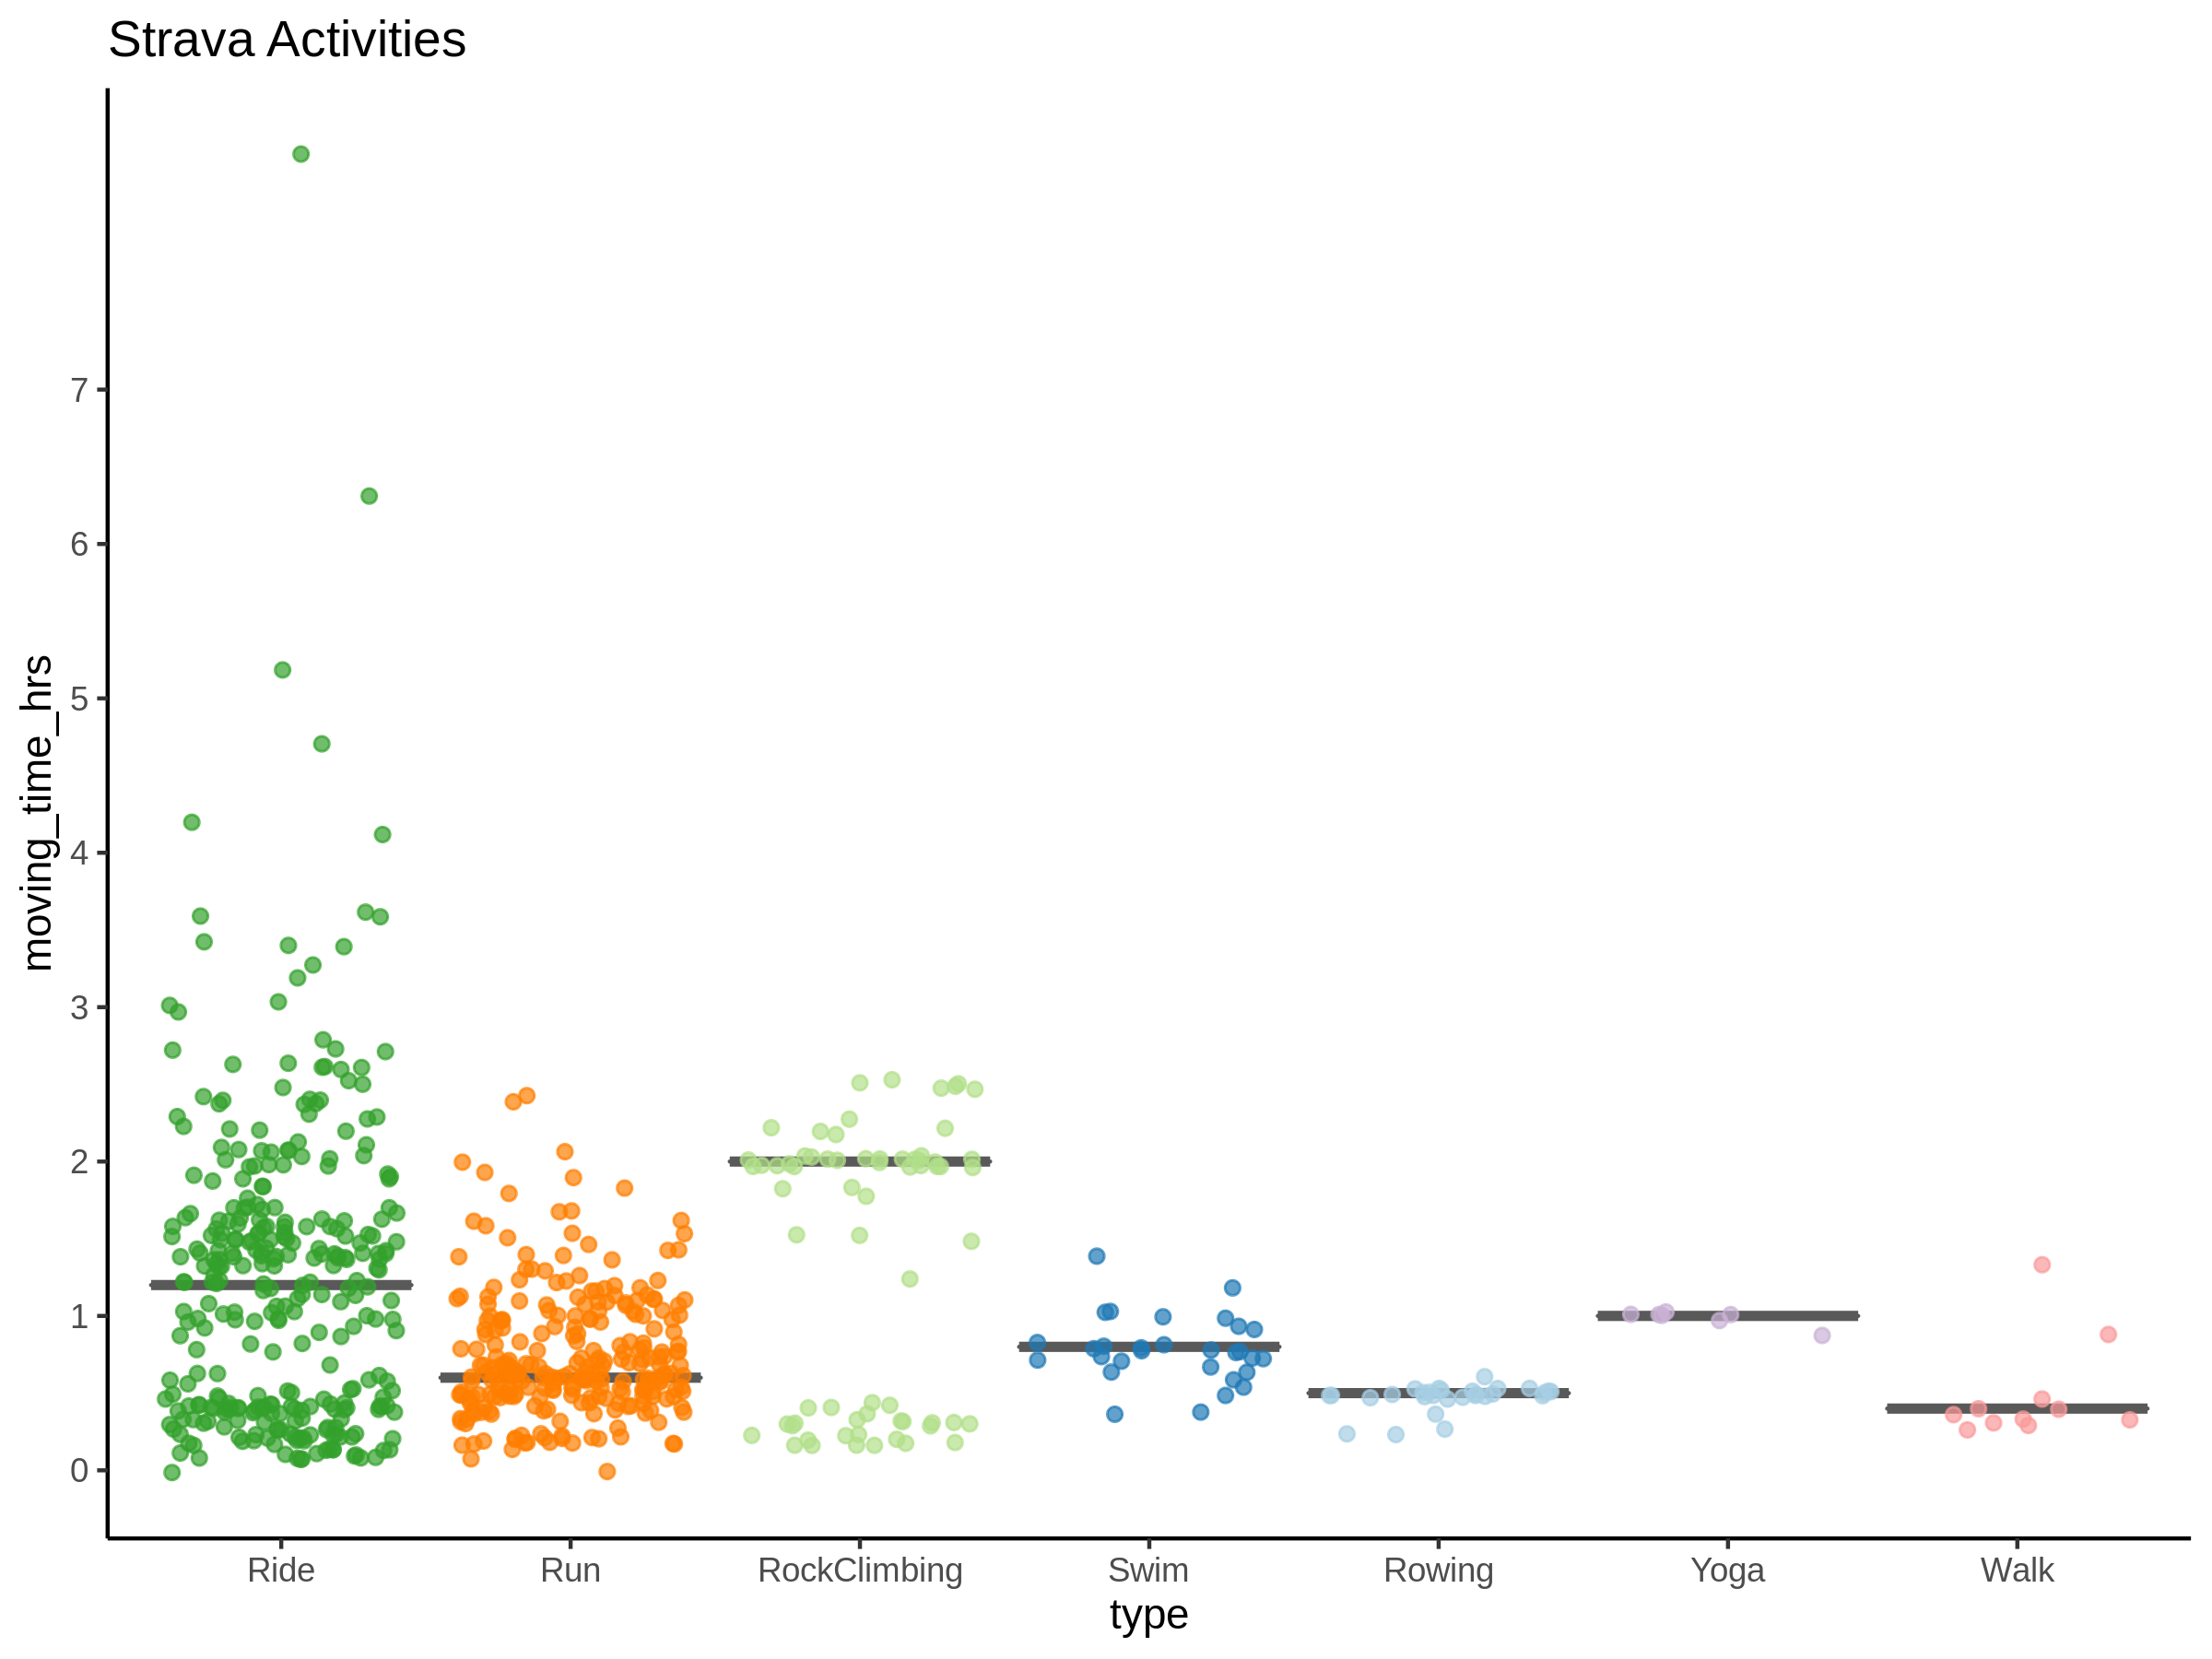 Strava Activities
moving_time_hrs
7
6
5
4
3
2
1
0
Ride Run RockClimbing Swim Rowing Yoga Walk
type